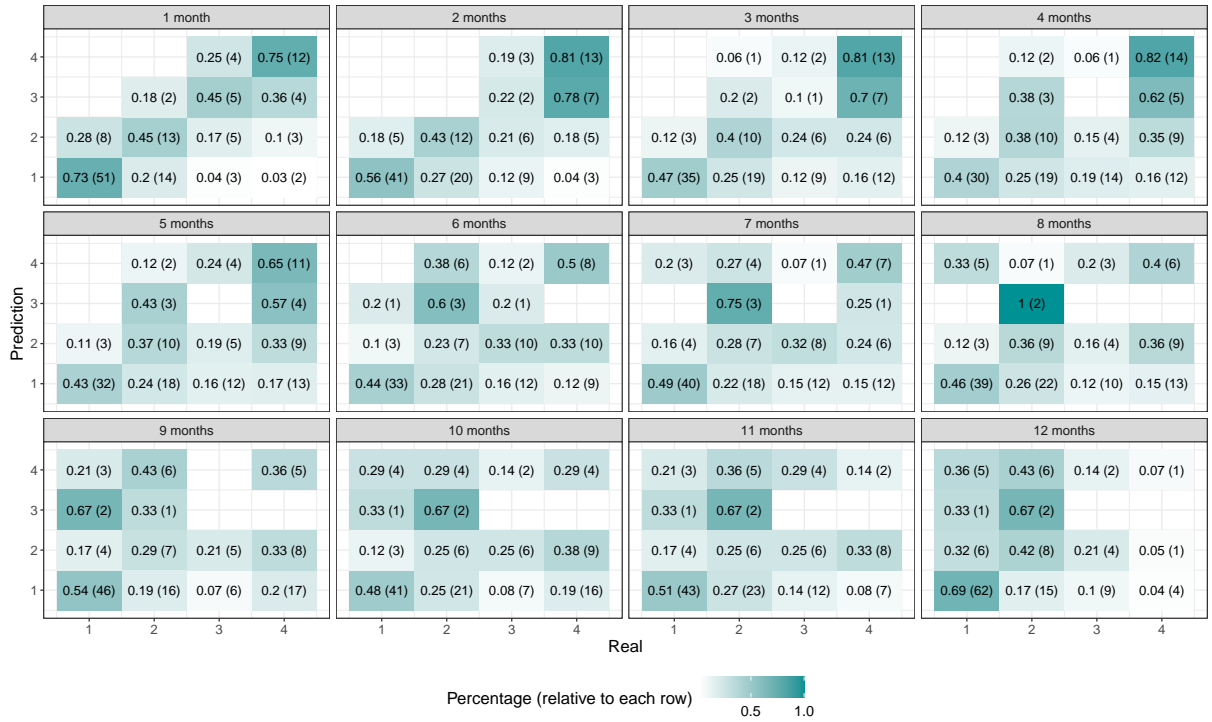 1 month 2 months 3 months 4 months
4 0.25 (4) 0.75 (12) 0.19 (3) 0.81 (13) 0.06 (1) 0.12 (2) 0.81 (13) 0.12 (2) 0.06 (1) 0.82 (14)
3 0.18 (2) 0.45 (5) 0.36 (4) 0.22 (2) 0.78 (7) 0.2 (2) 0.1 (1) 0.7 (7) 0.38 (3) 0.62 (5)
2 0.28 (8) 0.45 (13) 0.17 (5) 0.1 (3) 0.18 (5) 0.43 (12) 0.21 (6) 0.18 (5) 0.12 (3) 0.4 (10) 0.24 (6) 0.24 (6) 0.12 (3) 0.38 (10) 0.15 (4) 0.35 (9)
1 0.73 (51) 0.2 (14) 0.04 (3) 0.03 (2) 0.56 (41) 0.27 (20) 0.12 (9) 0.04 (3) 0.47 (35) 0.25 (19) 0.12 (9) 0.16 (12) 0.4 (30) 0.25 (19) 0.19 (14) 0.16 (12)
5 months 6 months 7 months 8 months
4 0.12 (2) 0.24 (4) 0.65 (11) 0.38 (6) 0.12 (2) 0.5 (8) 0.2 (3) 0.27 (4) 0.07 (1) 0.47 (7) 0.33 (5) 0.07 (1) 0.2 (3) 0.4 (6)
3 0.43 (3) 0.57 (4) 0.2 (1) 0.6 (3) 0.2 (1) 0.75 (3) 0.25 (1) 1 (2)
2 0.11 (3) 0.37 (10) 0.19 (5) 0.33 (9) 0.1 (3) 0.23 (7) 0.33 (10) 0.33 (10) 0.16 (4) 0.28 (7) 0.32 (8) 0.24 (6) 0.12 (3) 0.36 (9) 0.16 (4) 0.36 (9)
1 0.43 (32) 0.24 (18) 0.16 (12) 0.17 (13) 0.44 (33) 0.28 (21) 0.16 (12) 0.12 (9) 0.49 (40) 0.22 (18) 0.15 (12) 0.15 (12) 0.46 (39) 0.26 (22) 0.12 (10) 0.15 (13)
Prediction
9 months 10 months 11 months 12 months
4 0.21 (3) 0.43 (6) 0.36 (5) 0.29 (4) 0.29 (4) 0.14 (2) 0.29 (4) 0.21 (3) 0.36 (5) 0.29 (4) 0.14 (2) 0.36 (5) 0.43 (6) 0.14 (2) 0.07 (1)
3 0.67 (2) 0.33 (1) 0.33 (1) 0.67 (2) 0.33 (1) 0.67 (2) 0.33 (1) 0.67 (2)
2 0.17 (4) 0.29 (7) 0.21 (5) 0.33 (8) 0.12 (3) 0.25 (6) 0.25 (6) 0.38 (9) 0.17 (4) 0.25 (6) 0.25 (6) 0.33 (8) 0.32 (6) 0.42 (8) 0.21 (4) 0.05 (1)
1 0.54 (46) 0.19 (16) 0.07 (6) 0.2 (17) 0.48 (41) 0.25 (21) 0.08 (7) 0.19 (16) 0.51 (43) 0.27 (23) 0.14 (12) 0.08 (7) 0.69 (62) 0.17 (15) 0.1 (9) 0.04 (4)
1 2 3 4 1 2 3 4 1 2 3 4 1 2 3 4
Real
Percentage (relative to each row)
0.5 1.0